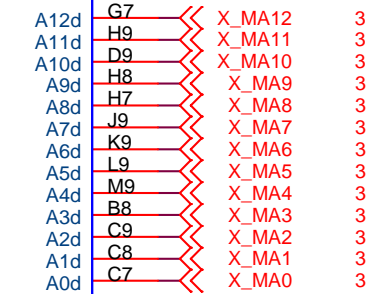 A12d G7 X_MA12 3
A11d H9 X_MA11 3
A10d D9 X_MA10 3
A9d H8 X_MA9 3
A8d H7 X_MA8 3
A7d J9 X_MA7 3
A6d K9 X_MA6 3
A5d L9 X_MA5 3
A4d M9 X_MA4 3
A3d B8 X_MA3 3
A2d C9 X_MA2 3
A1d C8 X_MA1 3
A0d C7 X_MA0 3